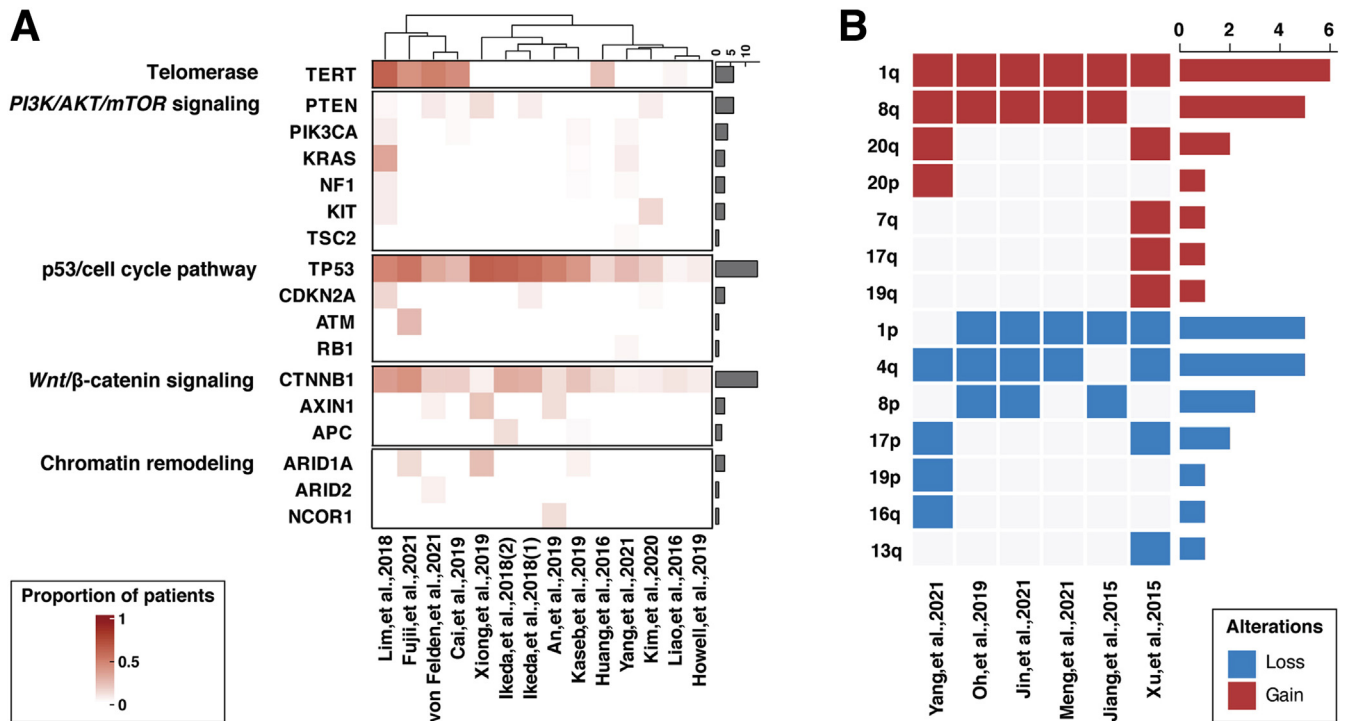 A
0 5 10
Telomerase TERT
PI3K/AKT/mTOR signaling PTEN
PIK3CA
KRAS
NF1
KIT
TSC2
p53/cell cycle pathway TP53
CDKN2A
ATM
RB1
Wnt/β-catenin signaling CTNNB1
AXIN1
APC
Chromatin remodeling ARID1A
ARID2
NCOR1
Lim,et al.,2018
Fujii,et al.,2021
von Felden,et al.,2021
Cai,et al.,2019
Xiong,et al.,2019
Ikeda,et al.,2018(2)
Ikeda,et al.,2018(1)
An,et al.,2019
Kaseb,et al.,2019
Huang,et al.,2016
Yang,et al.,2021
Kim,et al.,2020
Liao,et al.,2016
Howell,et al.,2019
Proportion of patients
1
0.5
0
B
0 2 4 6
1q
8q
20q
20p
7q
17q
19q
1p
4q
8p
17p
19p
16q
13q
Yang,et al.,2021
Oh,et al.,2019
Jin,et al.,2021
Meng,et al.,2021
Jiang,et al.,2015
Xu,et al.,2015
Alterations
Loss
Gain